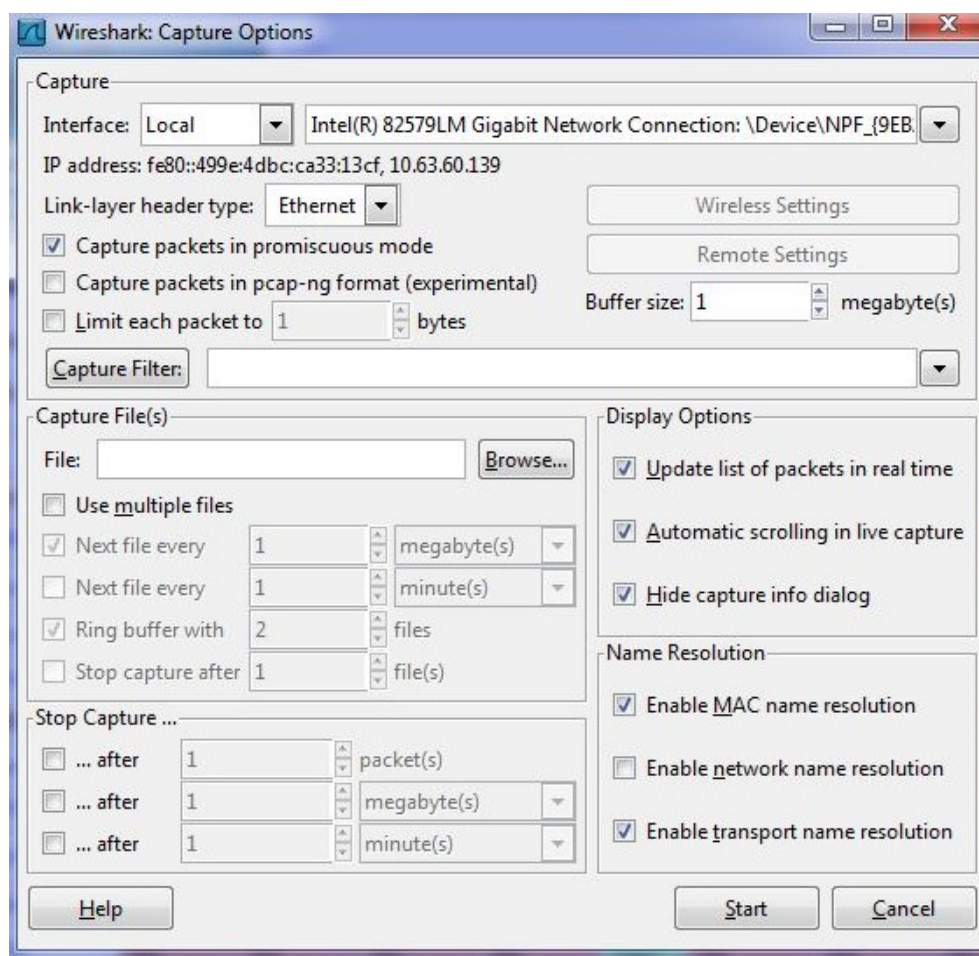 Wireshark: Capture Options
Capture
Interface: Local Intel(R) 82579LM Gigabit Network Connection: \Device\NPF_{9EB.
IP address: fe80::499e:4dbc:ca33:13cf, 10.63.60.139
Link-layer header type: Ethernet Wireless Settings
Capture packets in promiscuous mode Remote Settings
Capture packets in pcap-ng format (experimental)
Buffer size: 1 megabyte(s)
Limit each packet to 1 bytes
Capture Filter:
Capture File(s)
File: Browse...
Use multiple files
Next file every 1 megabyte(s)
Next file every 1 minute(s)
Ring buffer with 2 files
Stop capture after 1 file(s)
Stop Capture ...
... after 1 packet(s)
... after 1 megabyte(s)
... after 1 minute(s)
Display Options
Update list of packets in real time
Automatic scrolling in live capture
Hide capture info dialog
Name Resolution
Enable MAC name resolution
Enable network name resolution
Enable transport name resolution
Help Start Cancel